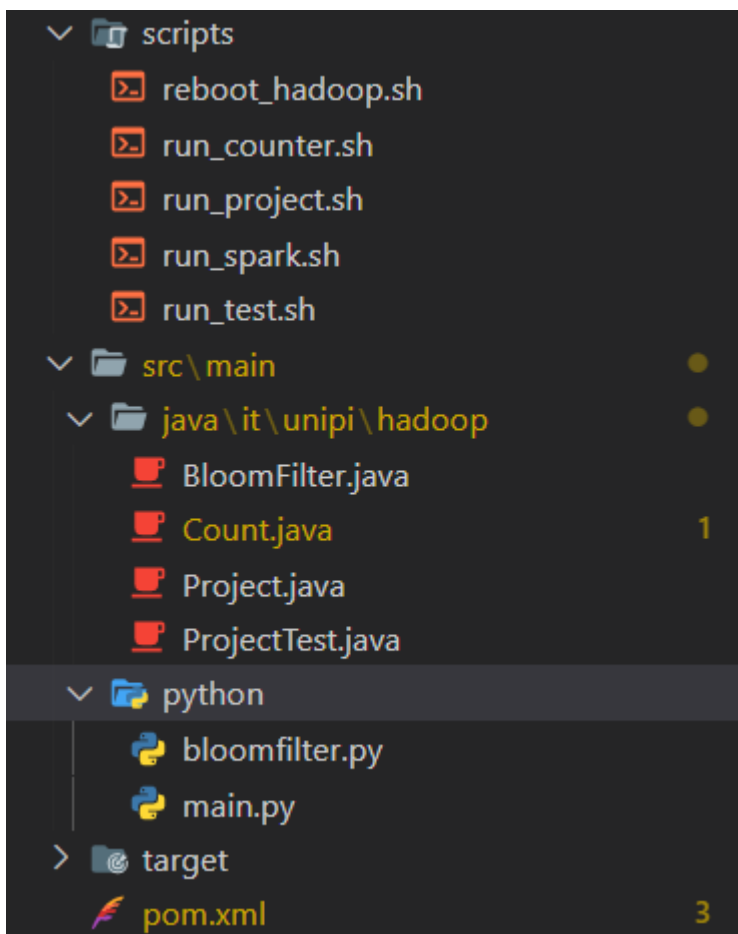 scripts
reboot_hadoop.sh
run_counter.sh
run_project.sh
run_spark.sh
run_test.sh
src\main
java\it\unipi\hadoop
BloomFilter.java
Count.java 1
Project.java
ProjectTest.java
python
bloomfilter.py
main.py
target
pom.xml 3